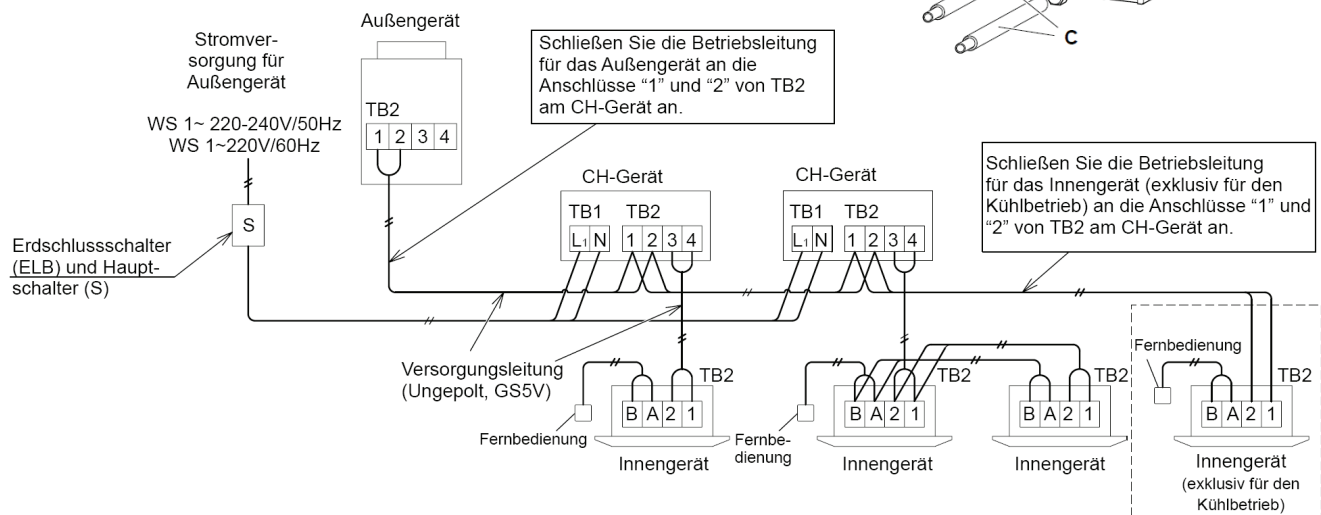 C
Außengerät
Stromver-
sorgung für
Außengerät
WS 1~ 220-240V/50Hz
WS 1~220V/60Hz
TB2
1 2 3 4
Schließen Sie die Betriebsleitung
für das Außengerät an die
Anschlüsse “1” und “2” von TB2
am CH-Gerät an.
S
Erdschlussschalter
(ELB) und Haupt-
schalter (S)
CH-Gerät
TB1 TB2
L1 N 1 2 3 4
CH-Gerät
TB1 TB2
L1 N 1 2 3 4
Schließen Sie die Betriebsleitung
für das Innengerät (exklusiv für den
Kühlbetrieb) an die Anschlüsse “1” und
“2” von TB2 am CH-Gerät an.
Versorgungsleitung
(Ungepolt, GS5V)
Fernbedienung
TB2
B A 2 1
Innengerät
Fernbe-
dienung
TB2
B A 2 1
Innengerät
TB2
B A 2 1
Innengerät
Fernbedienung
TB2
B A 2 1
Innengerät
(exklusiv für den
Kühlbetrieb)